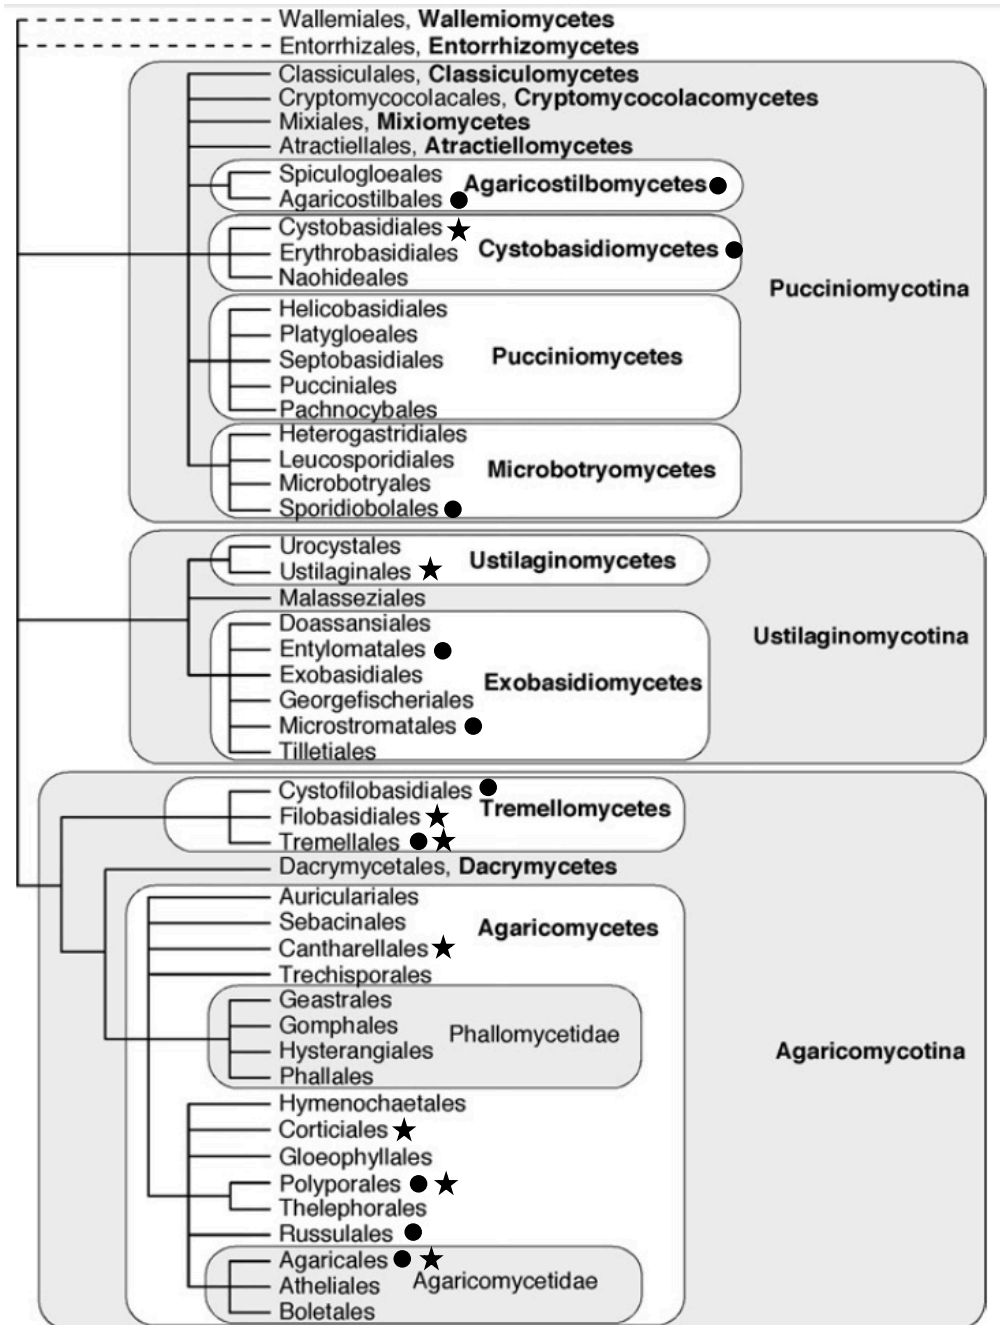 Wallemiales, Wallemiomycetes
Entorrhizales, Entorrhizomycetes
Classiculales, Classiculomycetes
Cryptomycocolacales, Cryptomycocolacomycetes
Mixiales, Mixiomycetes
Atractiellales, Atractiellomycetes
Spiculogloeales
Agaricostilbomycetes
Agaricostilbales
Cystobasidiales
Erythrobasidiales
Cystobasidiomycetes
Naohideales
Pucciniomycotina
Helicobasidiales
Platygloeales
Septobasidiales
Pucciniomycetes
Pucciniales
Pachnocybales
Heterogastridiales
Leucosporidiales
Microbotryomycetes
Microbotryales
Sporidiobolales
Urocystales
Ustilaginomycetes
Ustilaginales
Malasseziales
Doassansiales
Ustilaginomycotina
Entylomatales
Exobasidiales
Exobasidiomycetes
Georgefischeriales
Microstromatales
Tilletiales
Cystofilobasidiales
Tremellomycetes
Filobasidiales
Tremellales
Dacrymycetales, Dacrymycetes
Auriculariales
Sebacinales
Agaricomycetes
Cantharellales
Trechisporales
Geastrales
Gomphales
Phallomycetidae
Hysterangiales
Agaricomycotina
Phallales
Hymenochaetales
Corticiales
Gloeophyllales
Polyporales
Thelephorales
Russulales
Agaricales
Agaricomycetidae
Atheliales
Boletales